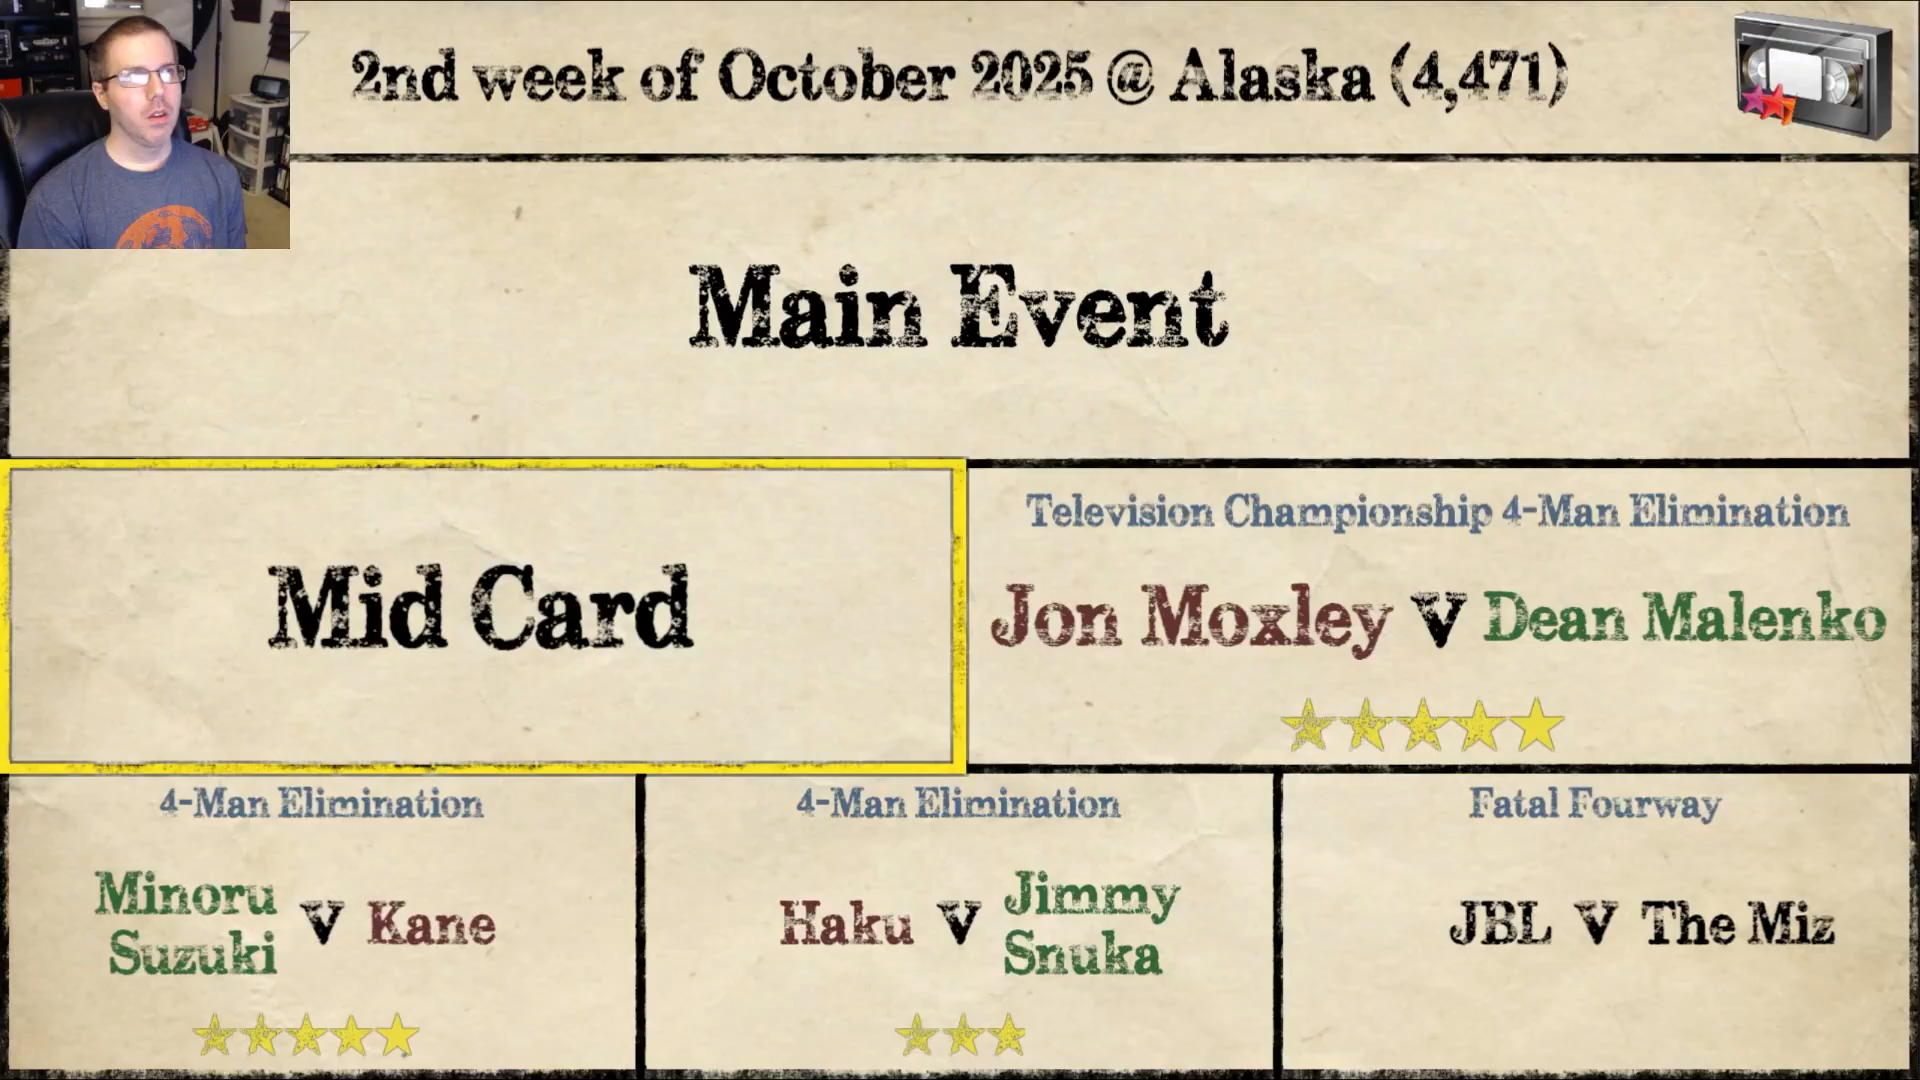 2nd week of October 2025 @ Alaska (4,471)
Main Event
Mid Card
Television Championship 4-Man Elimination
Jon Moxley V Dean Malenko
4-Man Elimination
Minoru
Suzuki V Kane
4-Man Elimination
Haku V Jimmy
Snuka
Fatal Fourway
JBL V The Miz